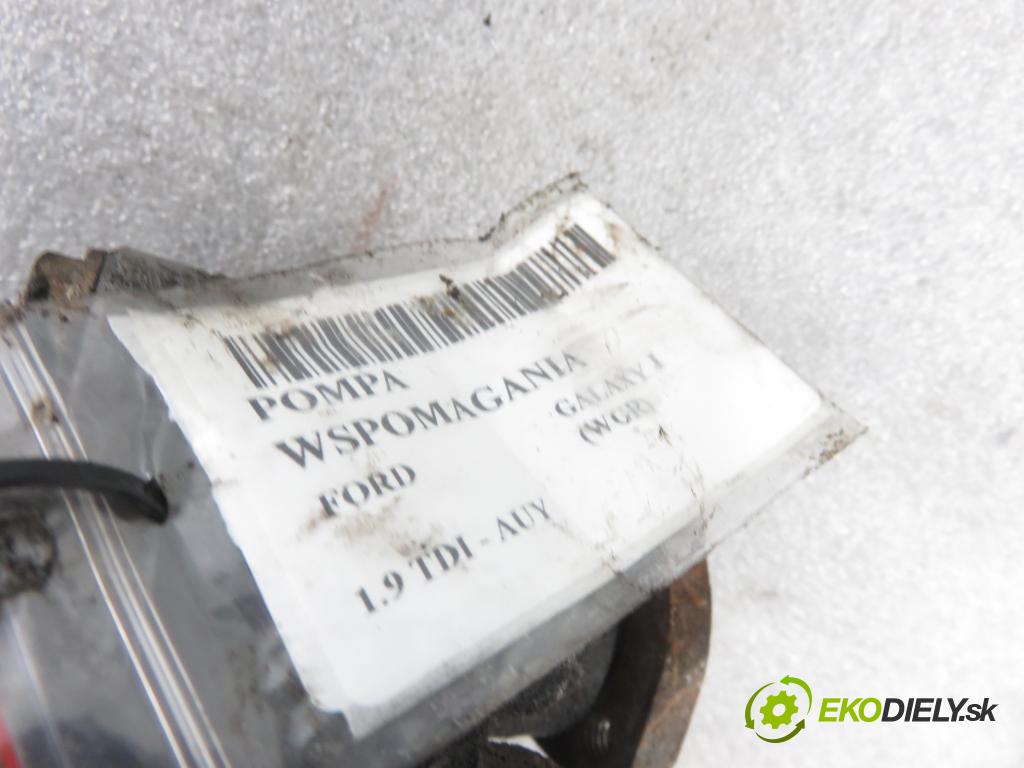 POMPA
WSPOMAGANIA
FORD
GALAXY I
(WGR)
1.9 TDI - AUY
EKODIELY.sk